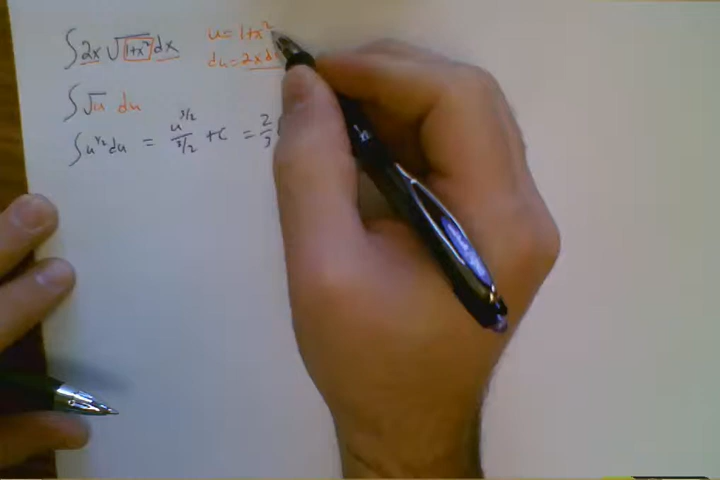 ∫ 2x √(1+x²) dx u = 1+x²
du = 2x d
∫ √u du
∫ u^(1/2) du = u^(3/2) / (3/2) + c = 2/3